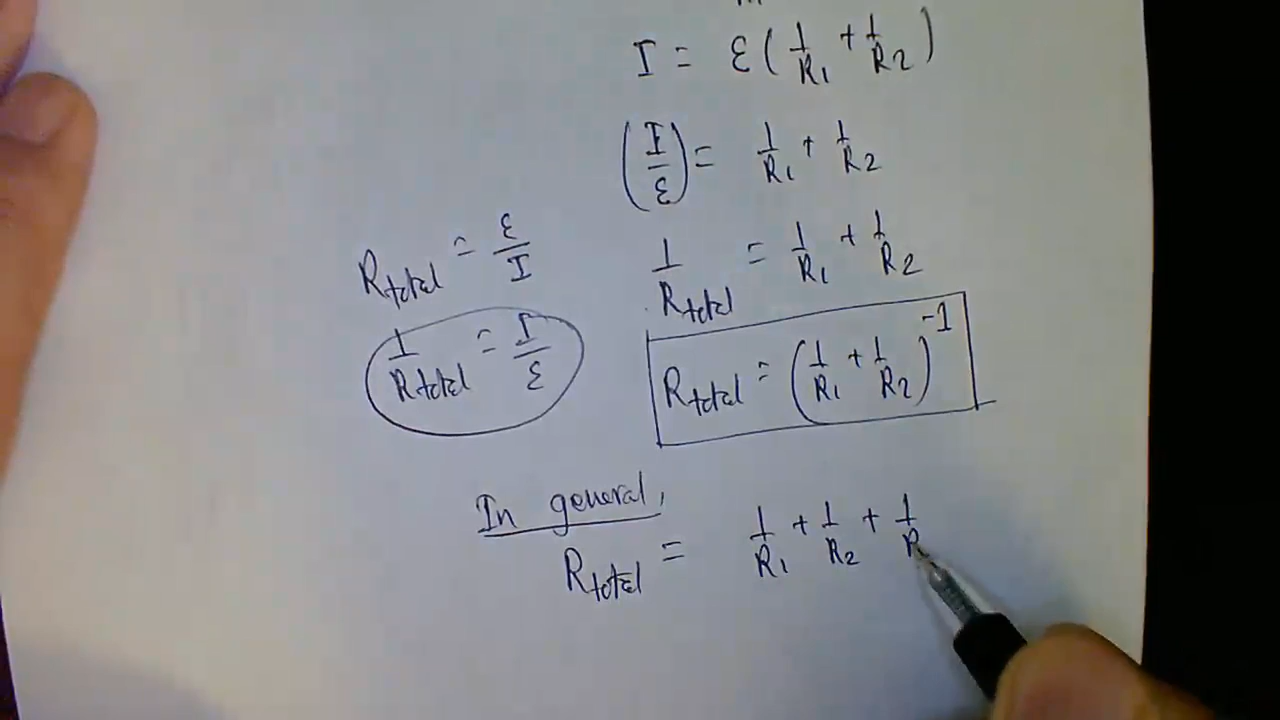 I = ε(1/R1 + 1/R2)
(I/ε) = 1/R1 + 1/R2
Rtotal = ε/I
1/Rtotal = 1/R1 + 1/R2
1/Rtotal = I/ε
Rtotal = (1/R1 + 1/R2)^-1
In general,
Rtotal = 1/R1 + 1/R2 + 1/R